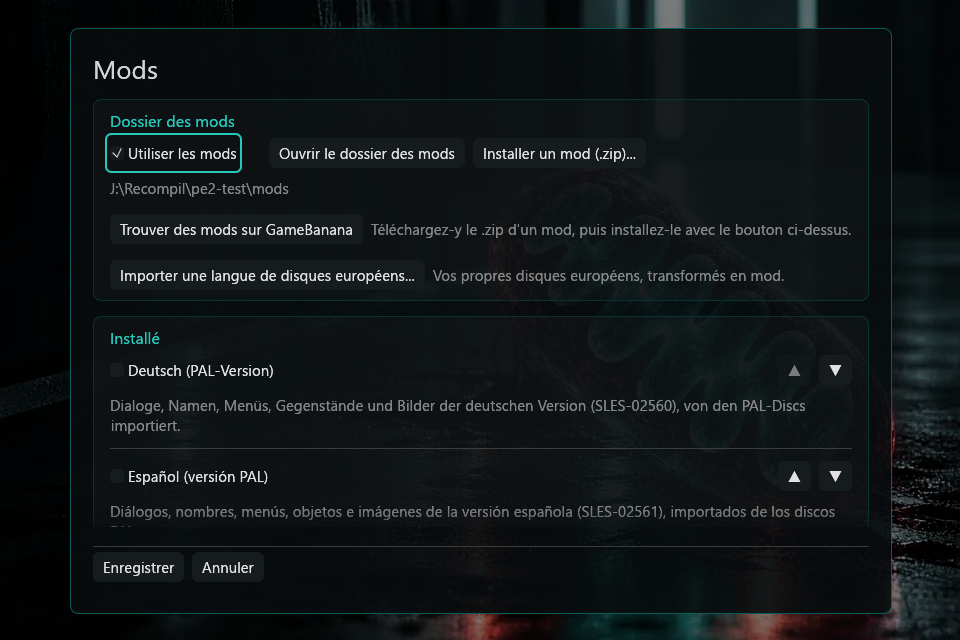 Mods
Dossier des mods
Utiliser les mods
Ouvrir le dossier des mods
Installer un mod (.zip)...
J:\Recompil\pe2-test\mods
Trouver des mods sur GameBanana
Téléchargez-y le .zip d'un mod, puis installez-le avec le bouton ci-dessus.
Importer une langue de disques européens...
Vos propres disques européens, transformés en mod.
Installé
Deutsch (PAL-Version)
Dialoge, Namen, Menüs, Gegenstände und Bilder der deutschen Version (SLES-02560), von den PAL-Discs
importiert.
Español (versión PAL)
Diálogos, nombres, menús, objetos e imágenes de la versión española (SLES-02561), importados de los discos
Enregistrer
Annuler